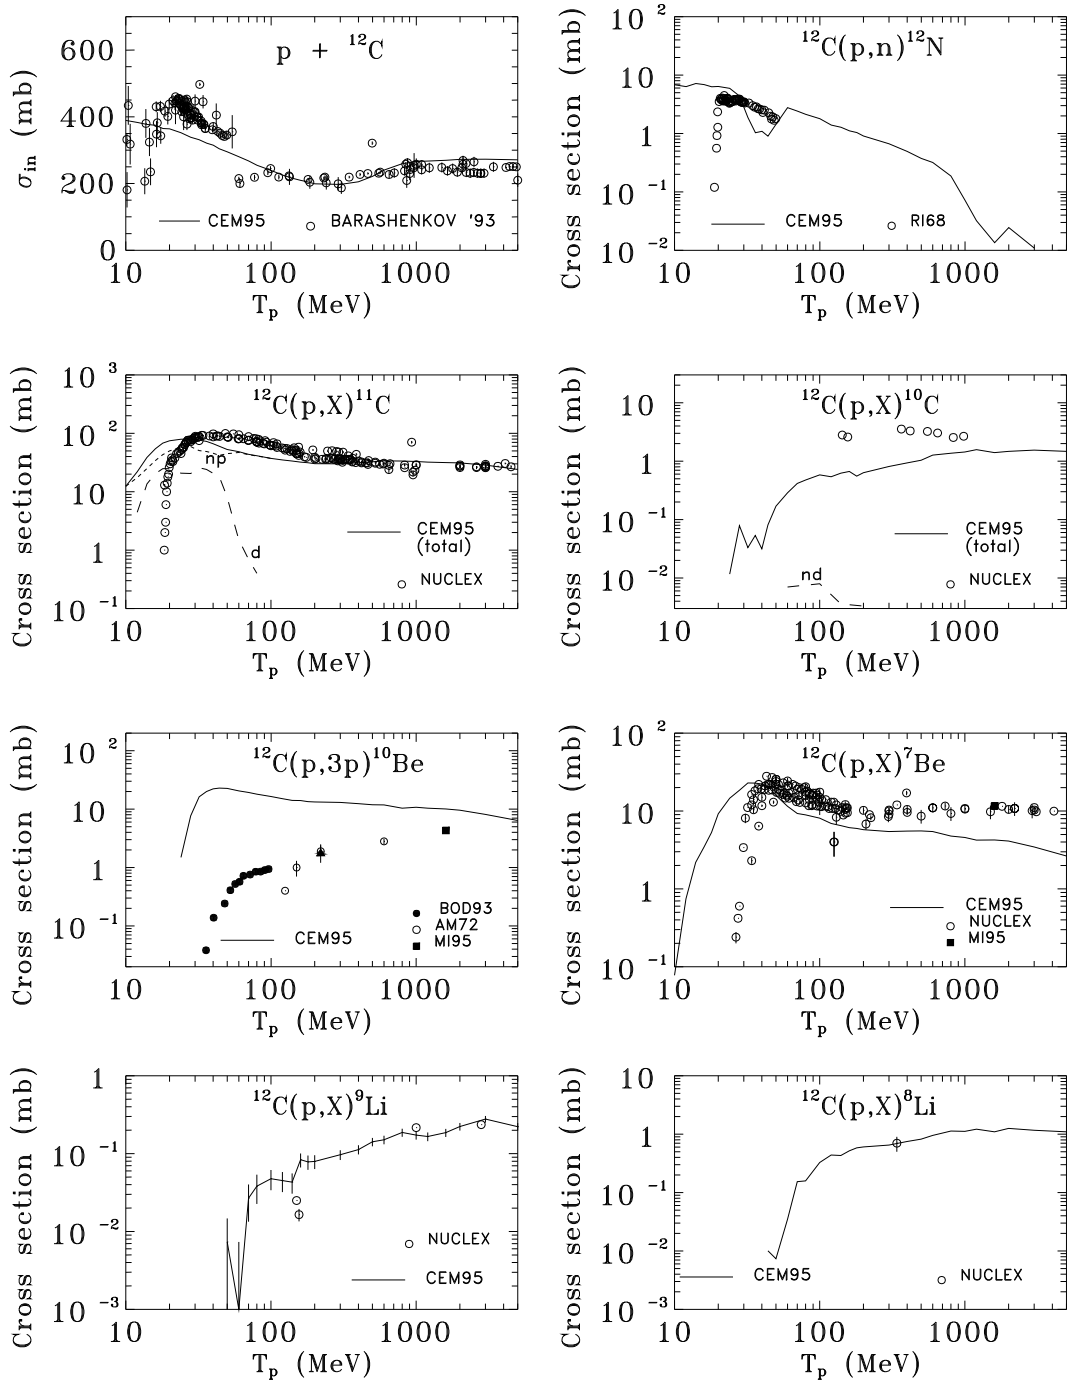 p + ¹²C
σin (mb)
600
400
200
0
CEM95 BARASHENKOV '93
10 100 1000
Tp (MeV)
¹²C(p,n)¹²N
Cross section (mb)
10 ²
10
1
10 ⁻¹
10 ⁻²
CEM95 RI68
10 100 1000
Tp (MeV)
¹²C(p,X)¹¹C
Cross section (mb)
10 ³
10 ²
10
1
10 ⁻¹
np
d
CEM95
(total)
NUCLEX
10 100 1000
Tp (MeV)
¹²C(p,X)¹⁰C
Cross section (mb)
10
1
10 ⁻¹
10 ⁻²
nd
CEM95
(total)
NUCLEX
10 100 1000
Tp (MeV)
¹²C(p,3p)¹⁰Be
Cross section (mb)
10 ²
10
1
10 ⁻¹
BOD93
AM72
MI95
CEM95
10 100 1000
Tp (MeV)
¹²C(p,X)⁷Be
Cross section (mb)
10 ²
10
1
10 ⁻¹
CEM95
NUCLEX
MI95
10 100 1000
Tp (MeV)
¹²C(p,X)⁹Li
Cross section (mb)
1
10 ⁻¹
10 ⁻²
10 ⁻³
NUCLEX
CEM95
10 100 1000
Tp (MeV)
¹²C(p,X)⁸Li
Cross section (mb)
10
1
10 ⁻¹
10 ⁻²
10 ⁻³
CEM95 NUCLEX
10 100 1000
Tp (MeV)